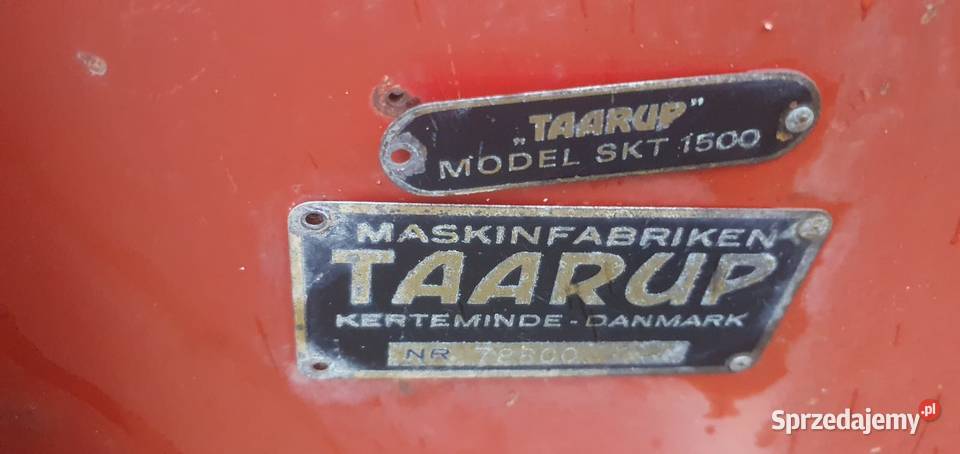 „TAARUP”
MODEL SKT 1500
MASKINFABRIKEN
TAARUP
KERTEMINDE-DANMARK
NR 78500
Sprzedajemy.pl